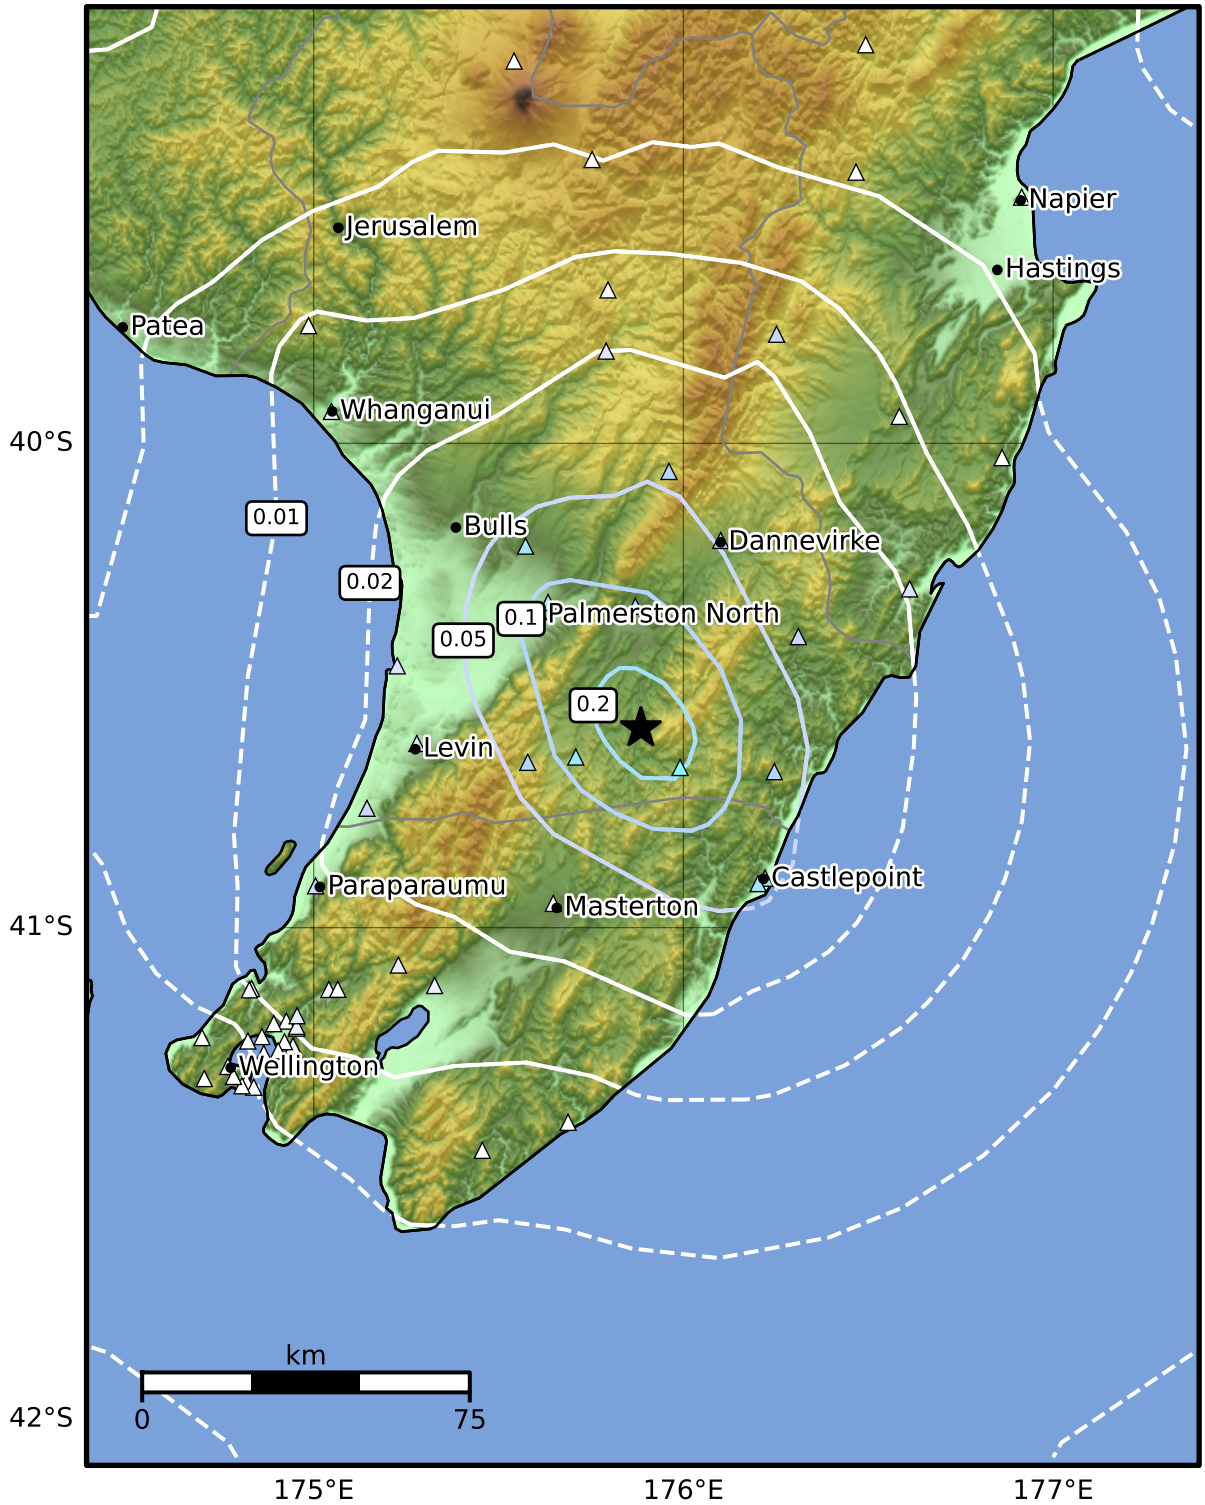 Napier
Jerusalem
Hastings
Patea
Whanganui
40°S
0.01
Bulls
Dannevirke
0.02
0.1
Palmerston North
0.05
0.2
Levin
Castlepoint
Paraparaumu
Masterton
41°S
Wellington
km
0
75
42°S
175°E
176°E
177°E